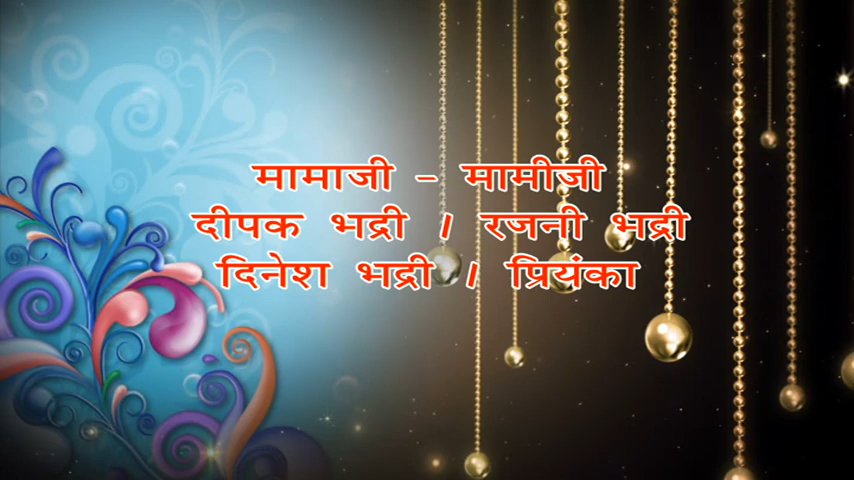 मामाजी - मामीजी
दीपक भद्री । रजनी भद्री
दिनेश भद्री । प्रियंका